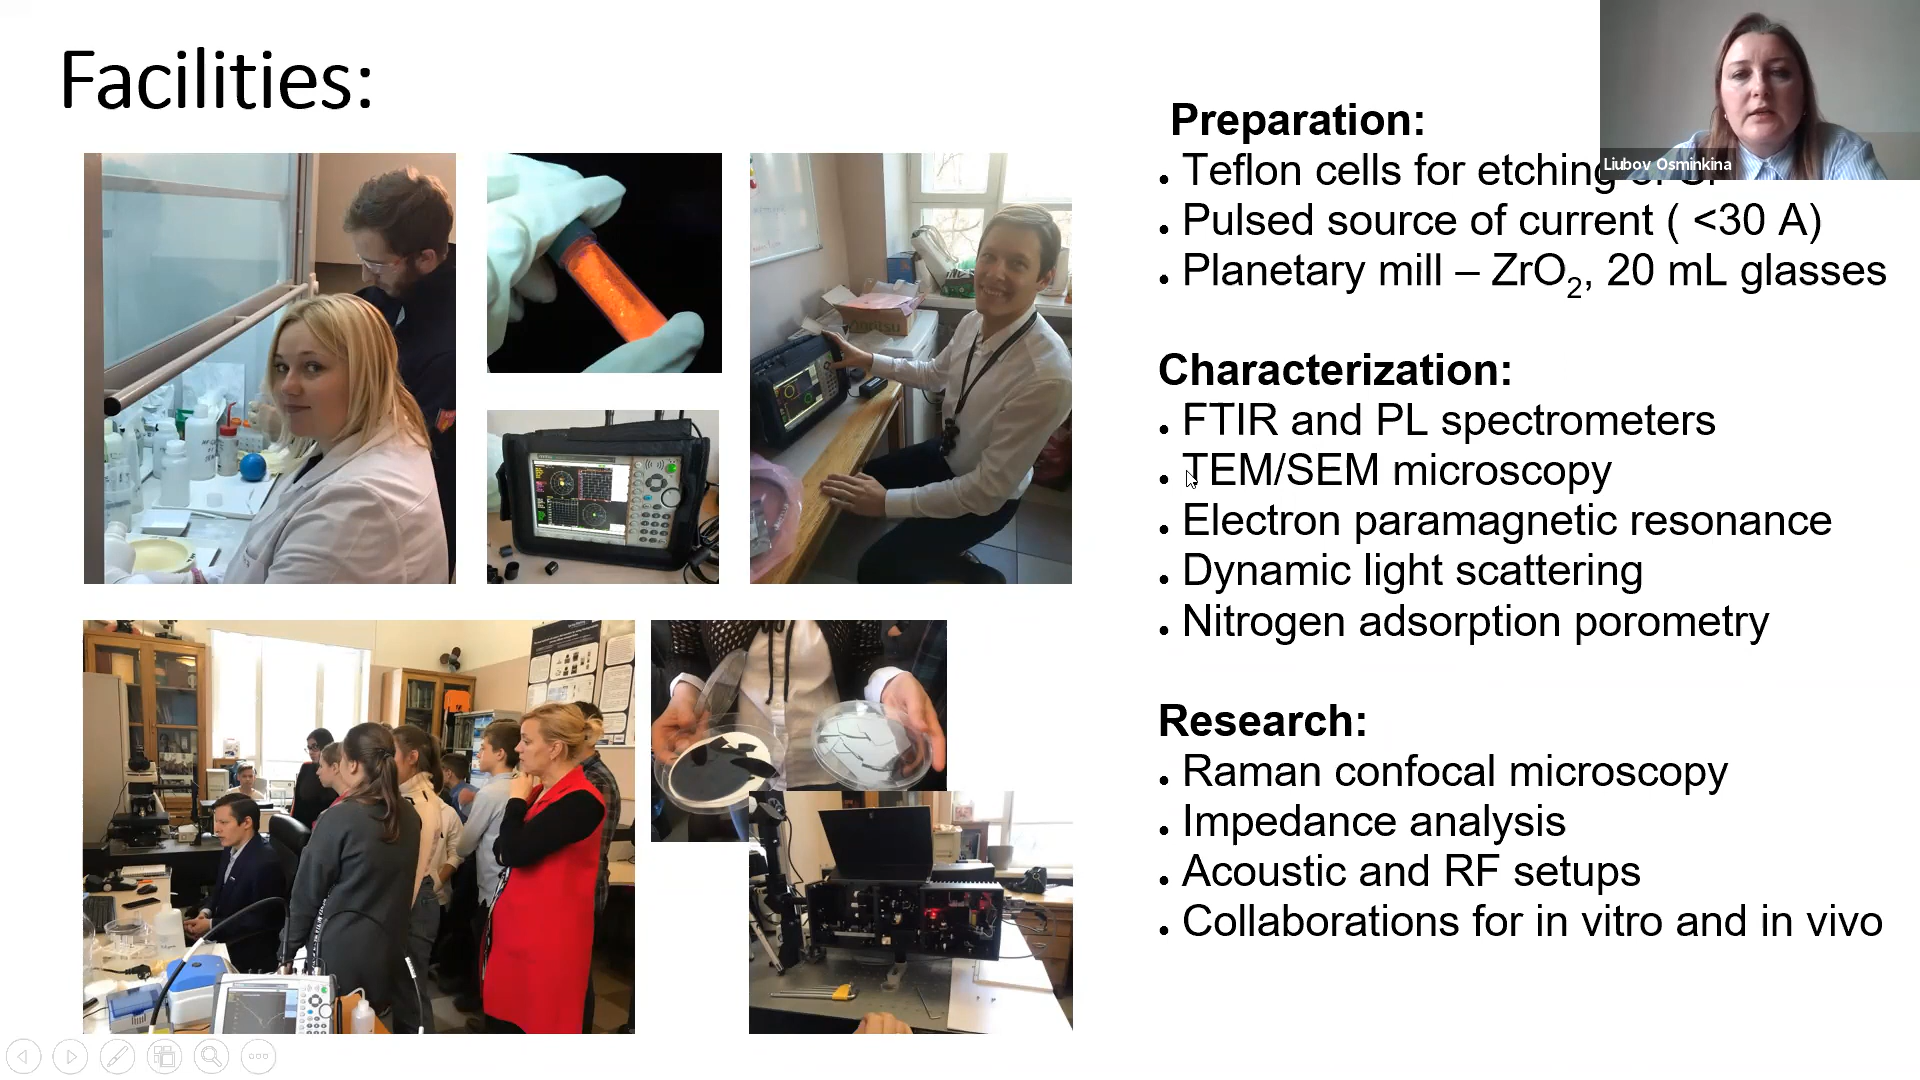 Facilities:
Liubov Osminkina
Preparation:
• Teflon cells for etching of Si
• Pulsed source of current ( <30 A)
• Planetary mill – ZrO2, 20 mL glasses
Characterization:
• FTIR and PL spectrometers
• TEM/SEM microscopy
• Electron paramagnetic resonance
• Dynamic light scattering
• Nitrogen adsorption porometry
Research:
• Raman confocal microscopy
• Impedance analysis
• Acoustic and RF setups
• Collaborations for in vitro and in vivo